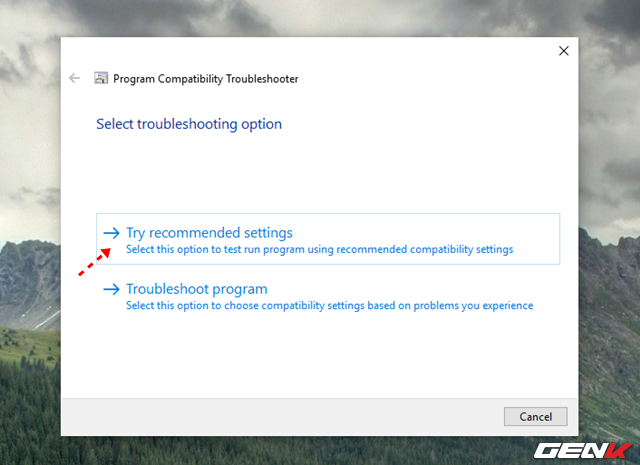 Program Compatibility Troubleshooter
Select troubleshooting option
Try recommended settings
Select this option to test run program using recommended compatibility settings
Troubleshoot program
Select this option to choose compatibility settings based on problems you experience
Cancel
GENK